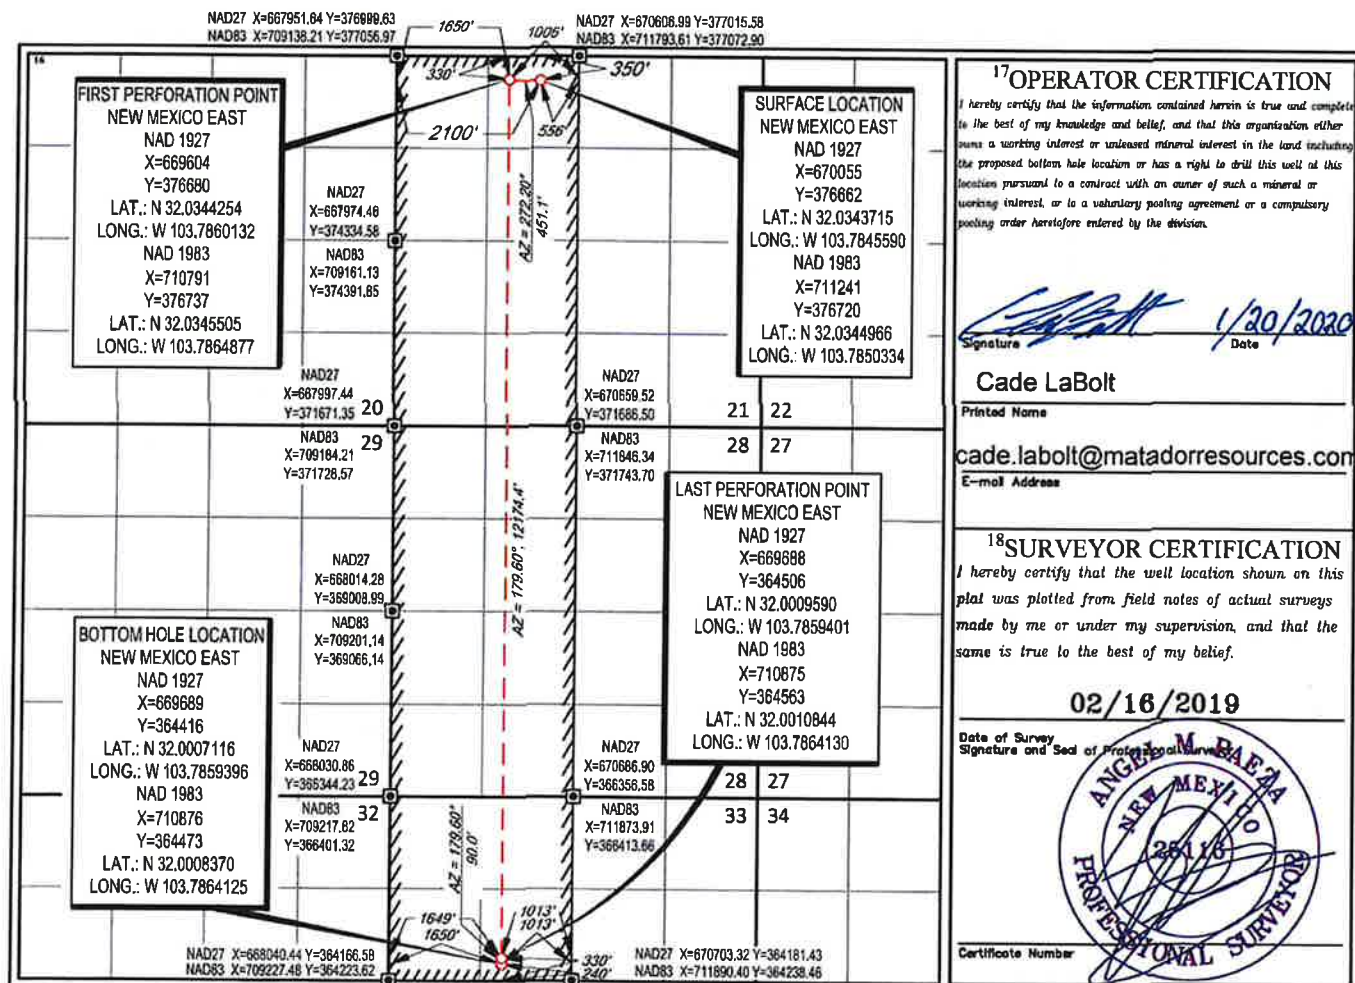 NAD27 X=667951.64 Y=376999.63
NAD83 X=709138.21 Y=377056.97
1650'
1006'
NAD27 X=670608.99 Y=377015.58
NAD83 X=711793.61 Y=377072.90
16
330'
350'
2100'
556'
AZ = 272.20°
451.1'
FIRST PERFORATION POINT
NEW MEXICO EAST
NAD 1927
X=669604
Y=376680
LAT.: N 32.0344254
LONG.: W 103.7860132
NAD 1983
X=710791
Y=376737
LAT.: N 32.0345505
LONG.: W 103.7864877
SURFACE LOCATION
NEW MEXICO EAST
NAD 1927
X=670055
Y=376662
LAT.: N 32.0343715
LONG.: W 103.7845590
NAD 1983
X=711241
Y=376720
LAT.: N 32.0344966
LONG.: W 103.7850334
NAD27
X=667974.46
Y=374334.58
NAD83
X=709161.13
Y=374391.85
NAD27
X=667997.44
Y=371671.35
20
29
NAD83
X=709184.21
Y=371728.57
NAD27
X=670659.52
Y=371686.50
NAD83
X=711846.34
Y=371743.70
21 22
28 27
AZ = 179.60°, 12174.4'
LAST PERFORATION POINT
NEW MEXICO EAST
NAD 1927
X=669688
Y=364506
LAT.: N 32.0009590
LONG.: W 103.7859401
NAD 1983
X=710875
Y=364563
LAT.: N 32.0010844
LONG.: W 103.7864130
NAD27
X=668014.28
Y=369008.99
NAD83
X=709201.14
Y=369066.14
BOTTOM HOLE LOCATION
NEW MEXICO EAST
NAD 1927
X=669689
Y=364416
LAT.: N 32.0007116
LONG.: W 103.7859396
NAD 1983
X=710876
Y=364473
LAT.: N 32.0008370
LONG.: W 103.7864125
NAD27
X=668030.86
Y=366344.23
29
32
NAD83
X=709217.82
Y=366401.32
NAD27
X=670686.90
Y=366356.58
NAD83
X=711873.91
Y=366413.66
28 27
33 34
AZ = 179.60°
90.0'
1649'
1650'
1013'
1013'
330'
240'
NAD27 X=668040.44 Y=364166.58
NAD83 X=709227.48 Y=364223.62
NAD27 X=670703.32 Y=364181.43
NAD83 X=711890.40 Y=364238.46
17 OPERATOR CERTIFICATION
I hereby certify that the information contained herein is true and complete
to the best of my knowledge and belief, and that this organization either
owns a working interest or unleased mineral interest in the land including
the proposed bottom hole location or has a right to drill this well at this
location pursuant to a contract with an owner of such a mineral or
working interest, or to a voluntary pooling agreement or a compulsory
pooling order heretofore entered by the division.
1/20/2020
Signature Date
Cade LaBolt
Printed Name
cade.labolt@matadorresources.com
E-mail Address
18 SURVEYOR CERTIFICATION
I hereby certify that the well location shown on this
plat was plotted from field notes of actual surveys
made by me or under my supervision, and that the
same is true to the best of my belief.
02/16/2019
Date of Survey
Signature and Seal of Professional Surveyor
ANGEL M. BAEZA
NEW MEXICO
25116
PROFESSIONAL SURVEYOR
Certificate Number